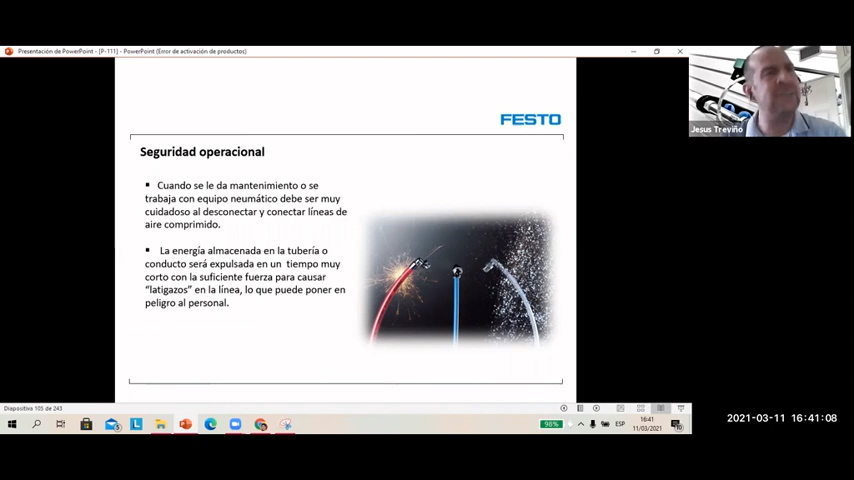 Presentación de PowerPoint - [P-111] - PowerPoint (Error de activación de productos)
FESTO
Jesus Treviño
Seguridad operacional
▪ Cuando se le da mantenimiento o se
trabaja con equipo neumático debe ser muy
cuidadoso al desconectar y conectar líneas de
aire comprimido.
▪ La energía almacenada en la tubería o
conducto será expulsada en un tiempo muy
corto con la suficiente fuerza para causar
“latigazos” en la línea, lo que puede poner en
peligro al personal.
Diapositiva 105 de 243
98%
ESP
16:41
11/03/2021
2021-03-11 16:41:08